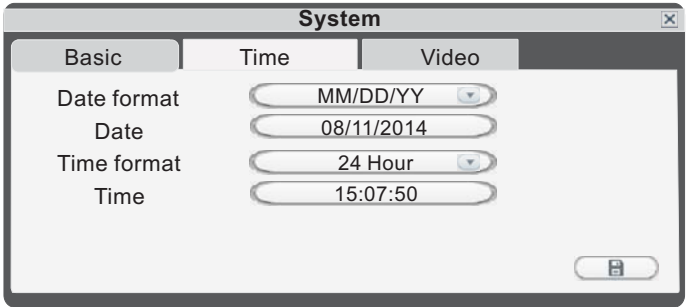 System
Basic Time Video
Date format MM/DD/YY
Date 08/11/2014
Time format 24 Hour
Time 15:07:50